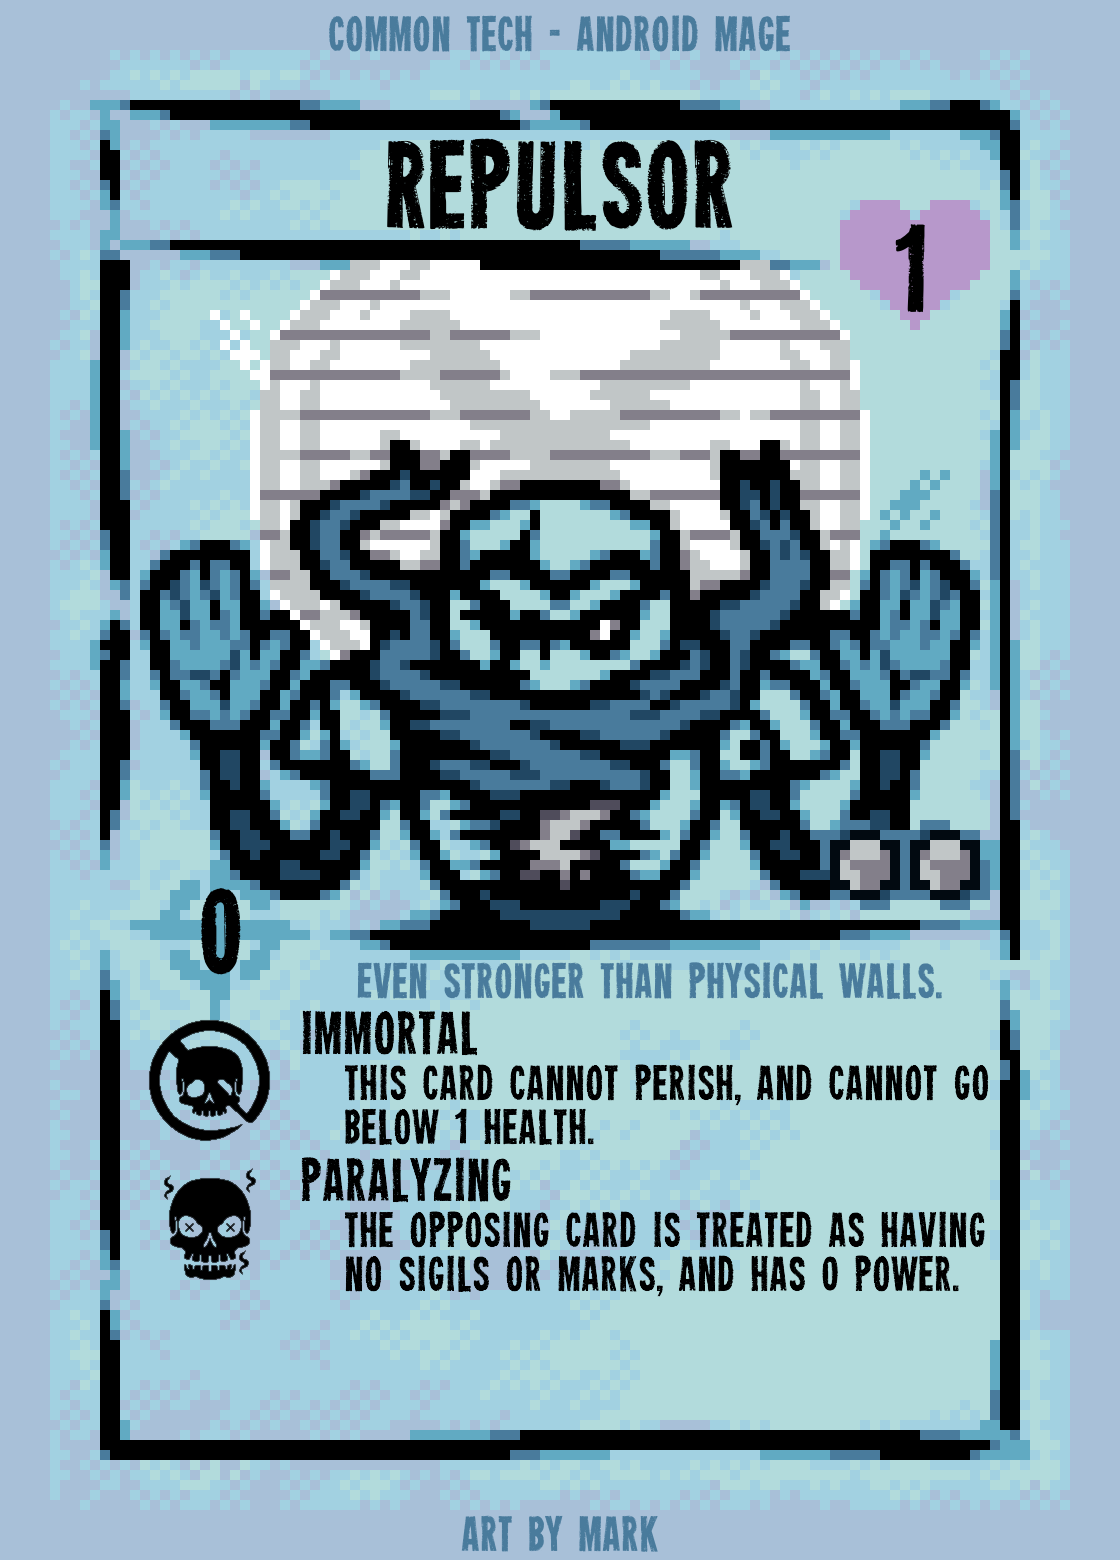 COMMON TECH - ANDROID MAGE
REPULSOR
1
0
EVEN STRONGER THAN PHYSICAL WALLS.
IMMORTAL
THIS CARD CANNOT PERISH, AND CANNOT GO
BELOW 1 HEALTH.
PARALYZING
THE OPPOSING CARD IS TREATED AS HAVING
NO SIGILS OR MARKS, AND HAS 0 POWER.
ART BY MARK